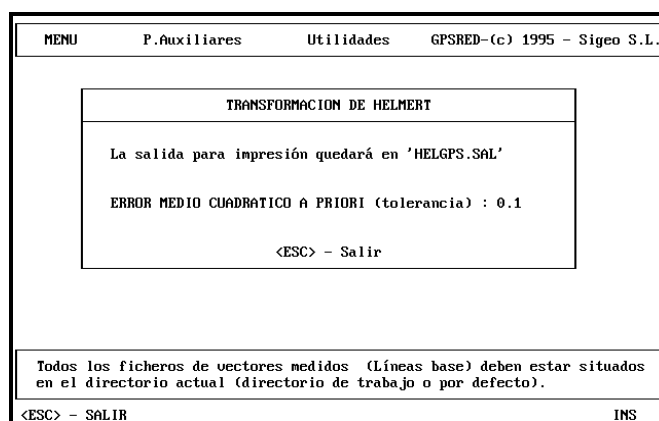 MENU P.Auxiliares Utilidades GPSRED-(c) 1995 - Sigeo S.L.
TRANSFORMACION DE HELMERT
La salida para impresión quedará en 'HELGPS.SAL'
ERROR MEDIO CUADRATICO A PRIORI (tolerancia) : 0.1
<ESC> - Salir
Todos los ficheros de vectores medidos (Líneas base) deben estar situados
en el directorio actual (directorio de trabajo o por defecto).
<ESC> - SALIR INS